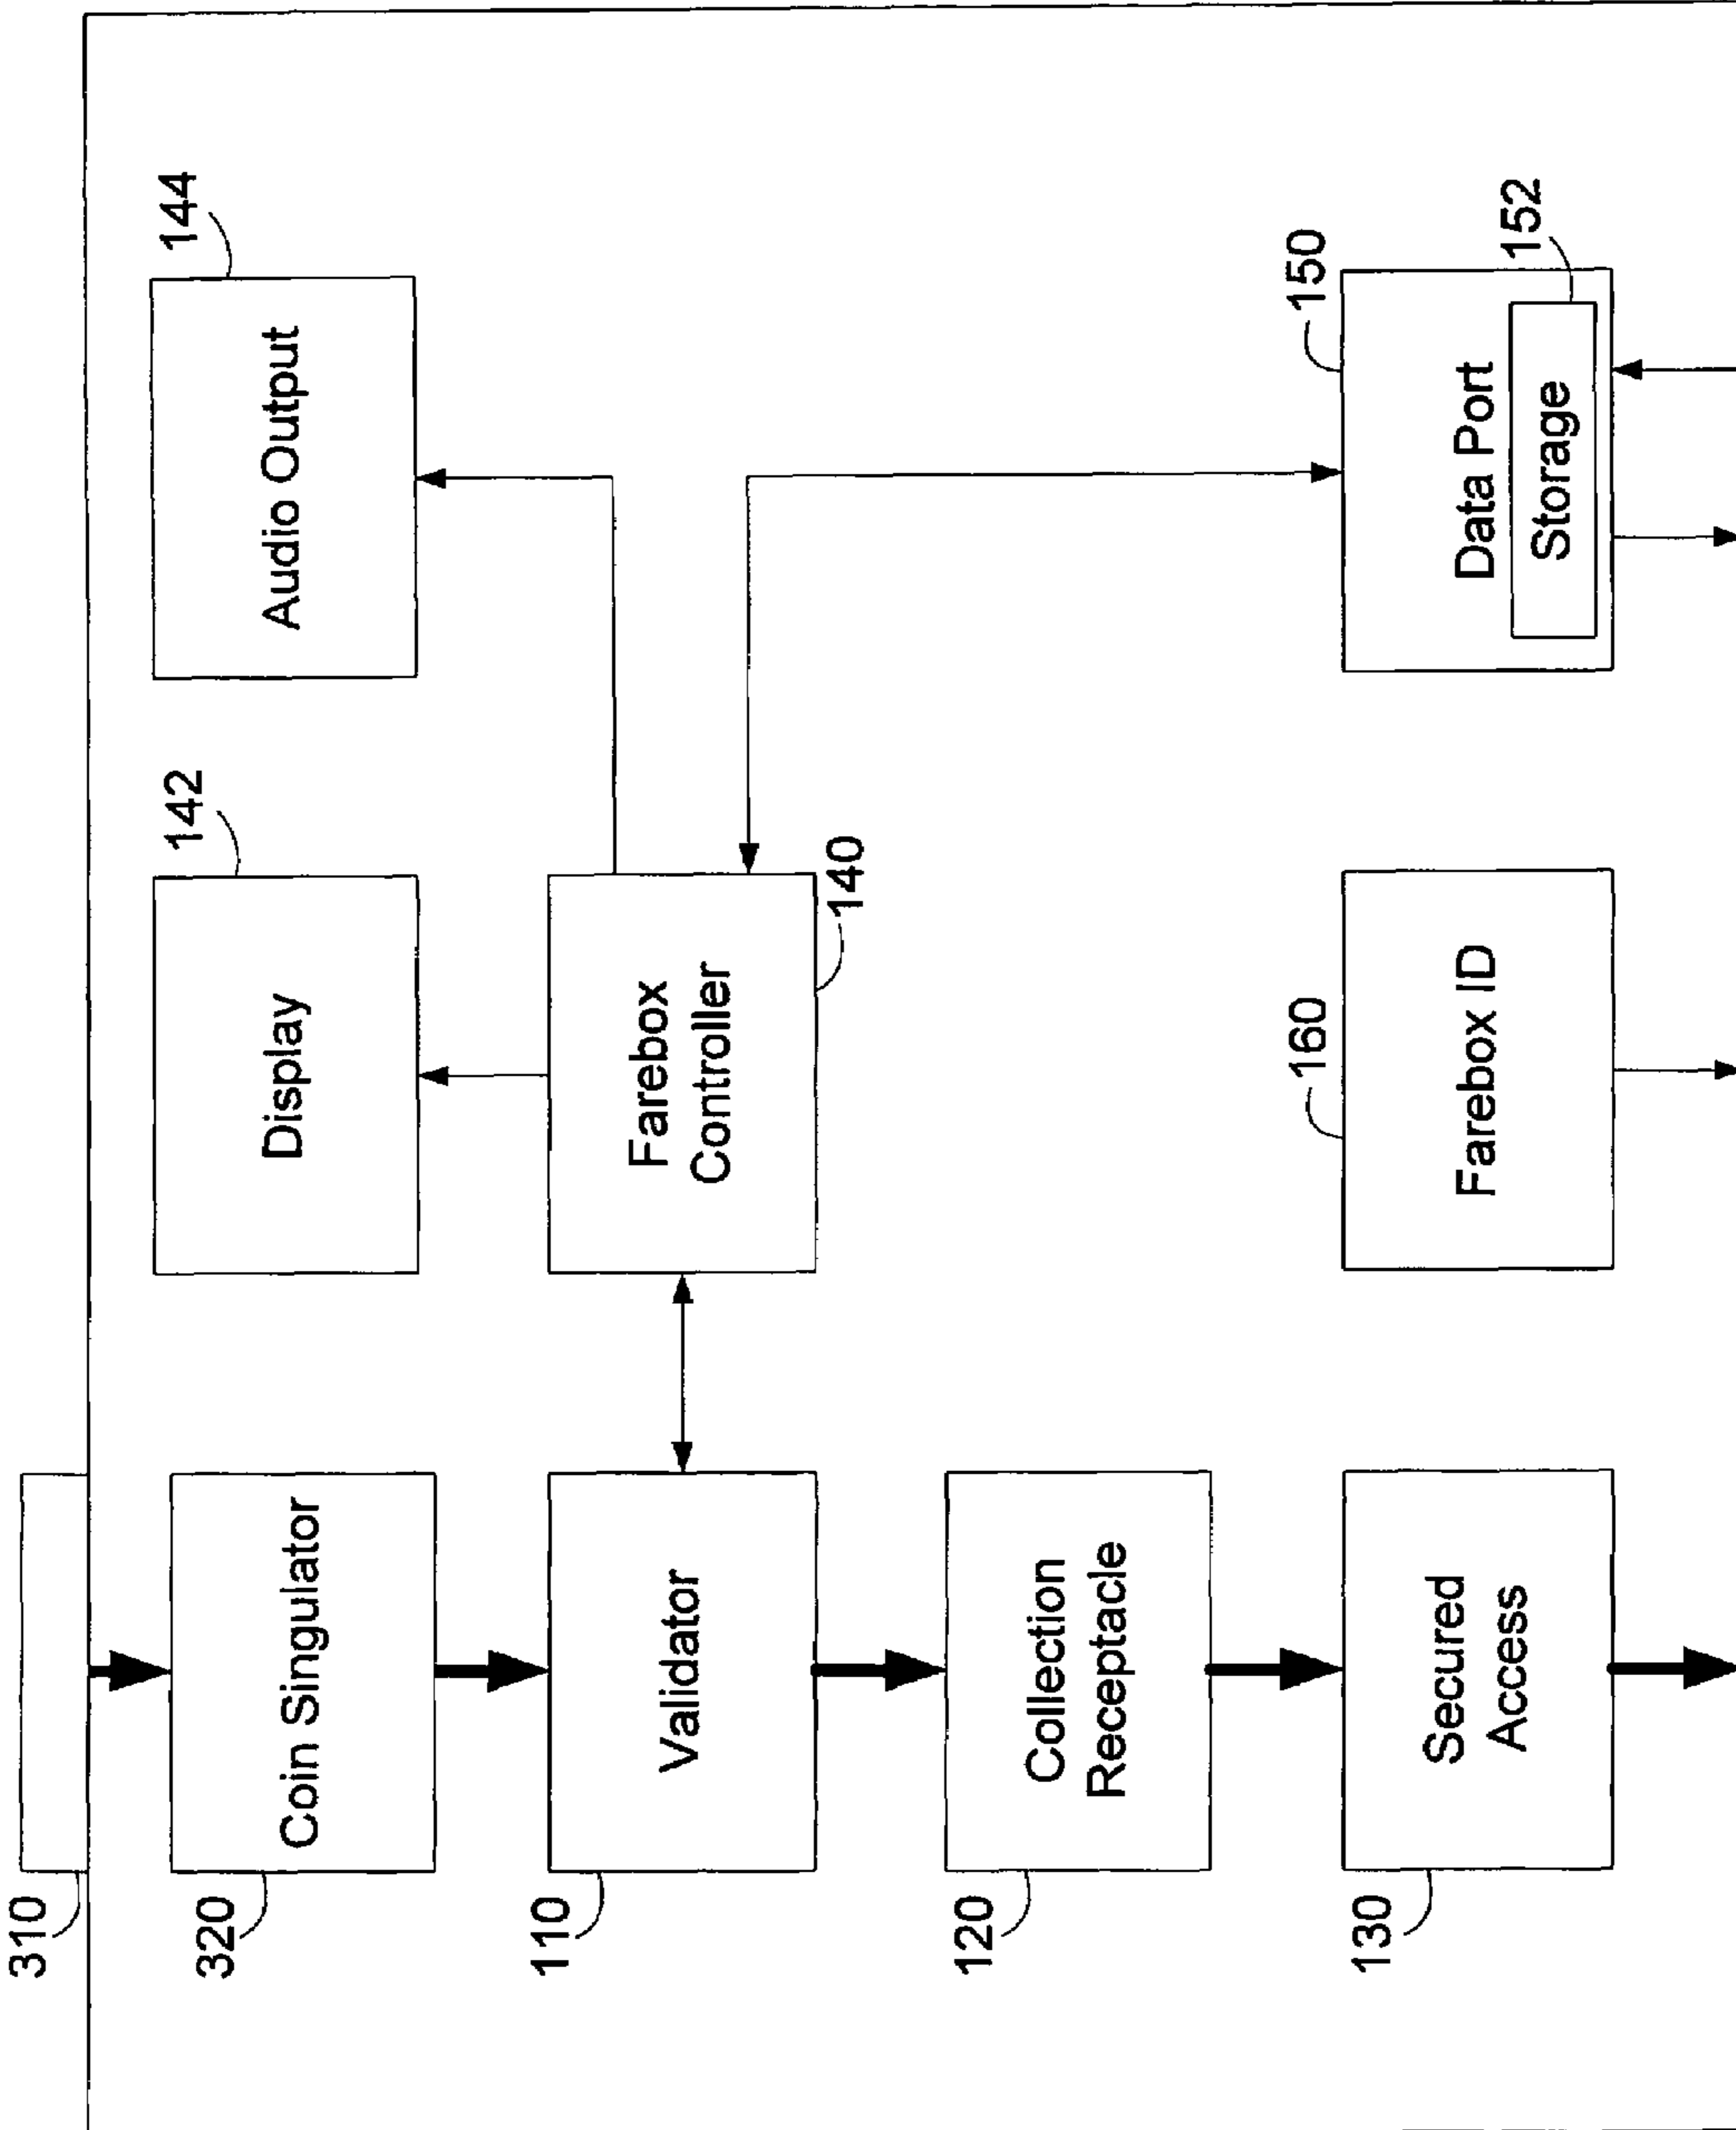 310
320
Coin Singulator
142
Display
144
Audio Output
110
Validator
Farebox
Controller
140
120
Collection
Receptacle
130
Secured
Access
160
Farebox ID
150
Data Port
152
Storage